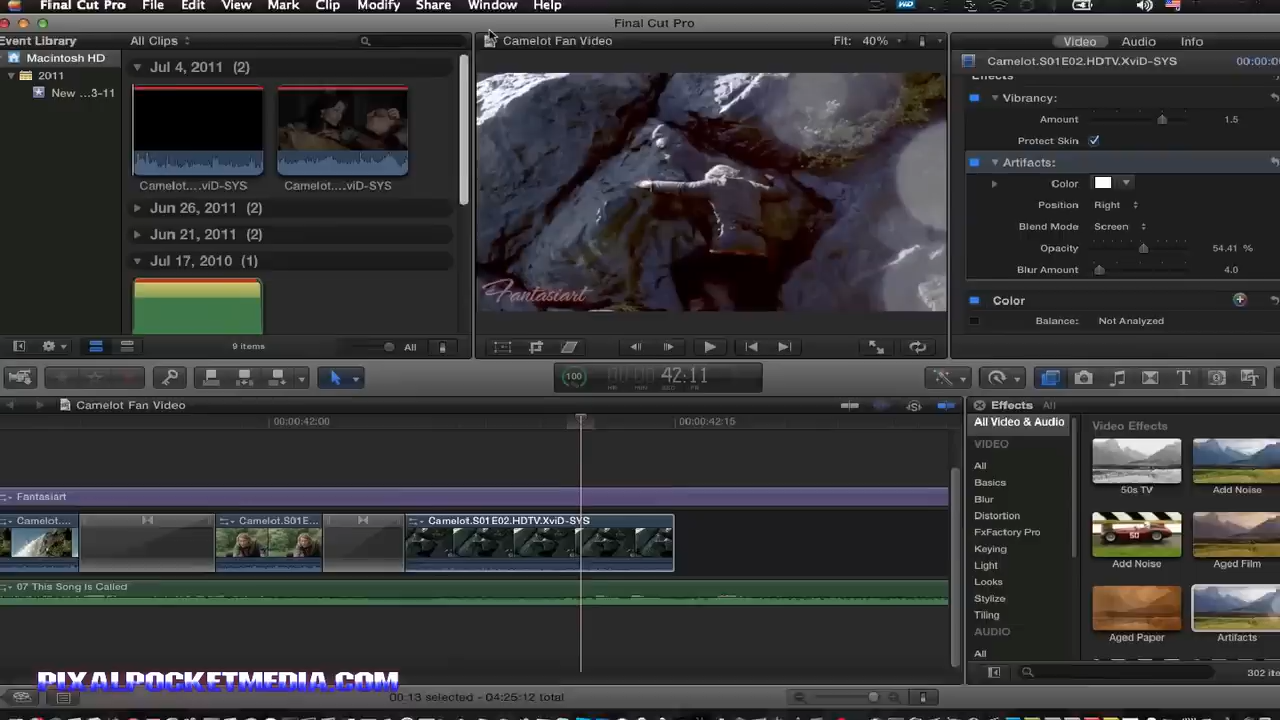 Final Cut Pro File Edit View Mark Clip Modify Share Window Help
Final Cut Pro
Event Library All Clips Camelot Fan Video Fit: 40% Video Audio Info
Macintosh HD
2011
New ...3-11
Jul 4, 2011 (2)
Camelot....viD-SYS Camelot....viD-SYS
Jun 26, 2011 (2)
Jun 21, 2011 (2)
Jul 17, 2010 (1)
9 items All
Fantasiart
Camelot.S01E02.HDTV.XviD-SYS 00:00:0
Effects
Vibrancy:
Amount 1.5
Protect Skin
Artifacts:
Color
Position Right
Blend Mode Screen
Opacity 54.41 %
Blur Amount 4.0
Color
Balance: Not Analyzed
100 42:11
Camelot Fan Video
00:00:42:00 00:00:42:15
Fantasiart
Camelot.... Camelot.S01E... Camelot.S01E02.HDTV.XviD-SYS
07 This Song Is Called
Effects All
All Video & Audio
VIDEO
All
Basics
Blur
Distortion
FxFactory Pro
Keying
Light
Looks
Stylize
Tiling
AUDIO
All
Video Effects
50s TV Add Noise
50
Add Noise Aged Film
Aged Paper Artifacts
302 ite
PIXALPOCKETMEDIA.COM
00:13 selected - 04:25:12 total